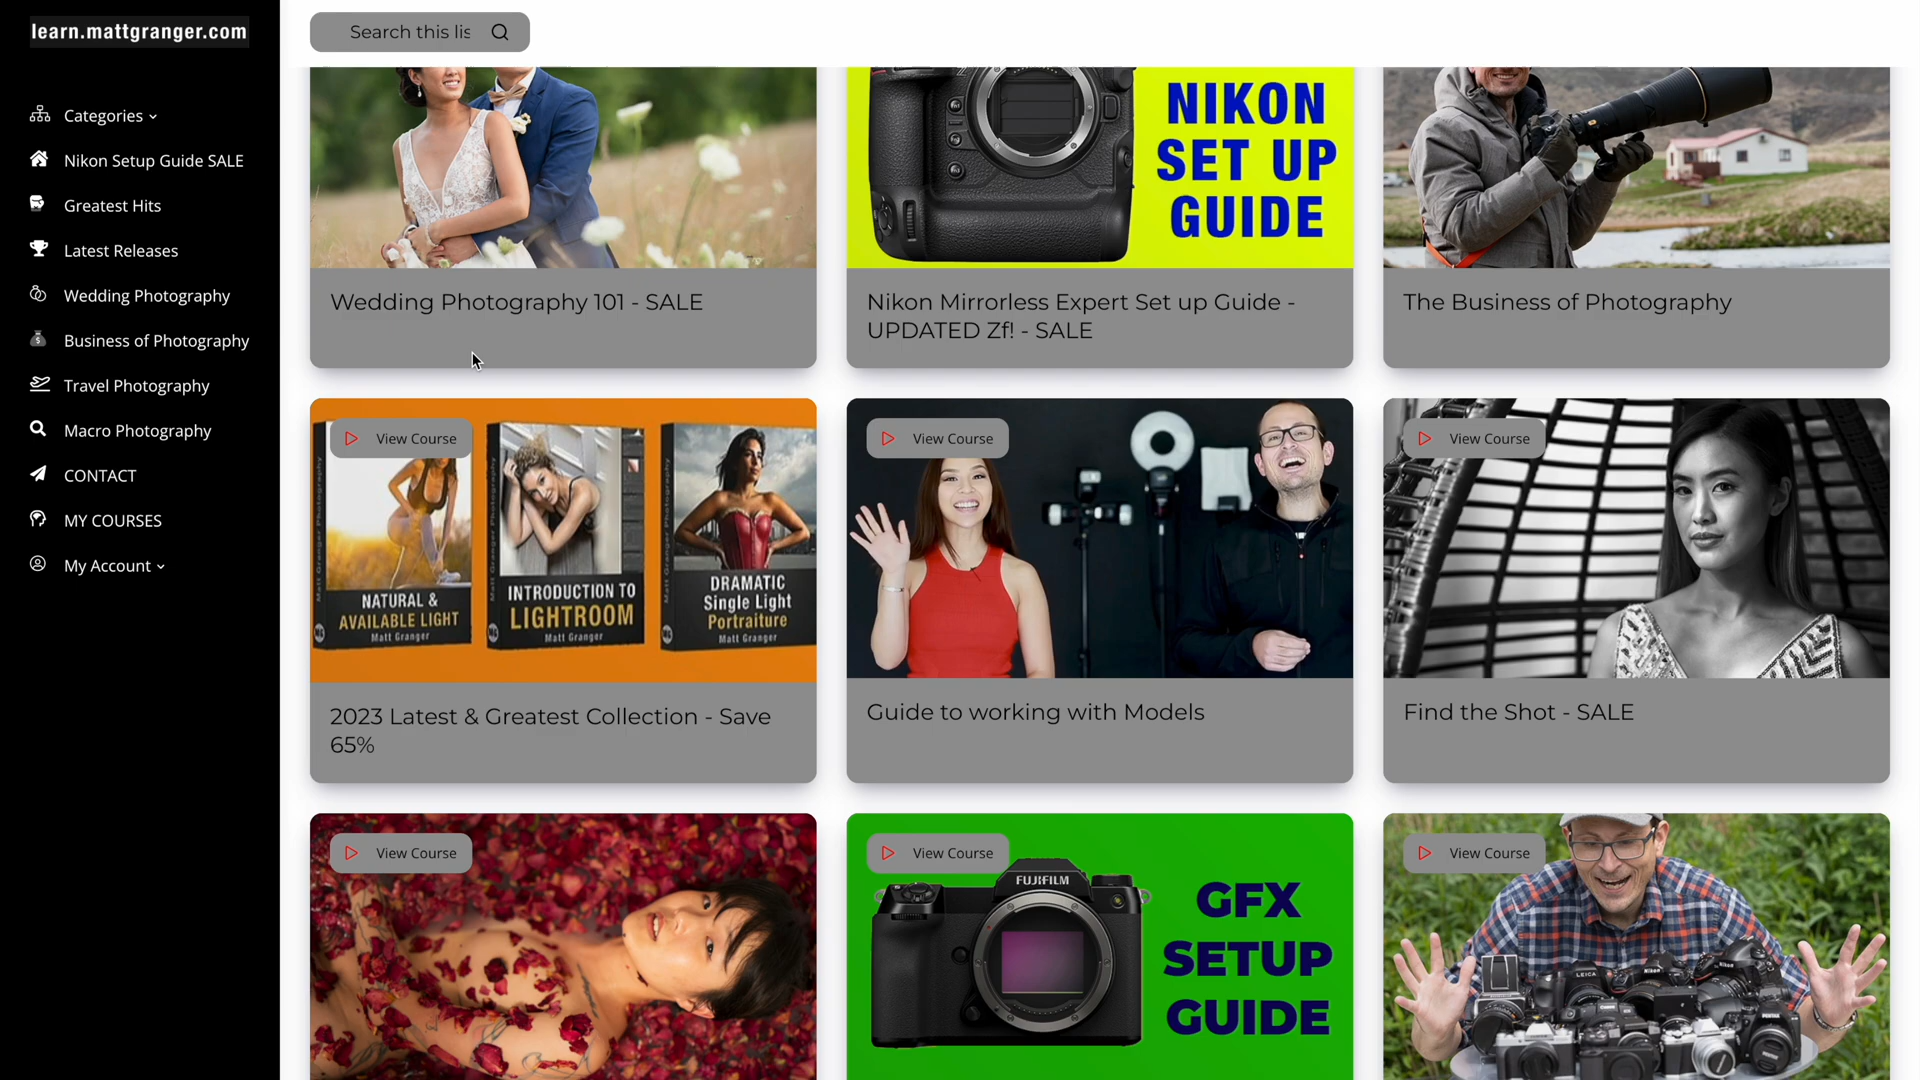 learn.mattgranger.com
Search this lis
Categories
Nikon Setup Guide SALE
Greatest Hits
Latest Releases
Wedding Photography
Business of Photography
Travel Photography
Macro Photography
CONTACT
MY COURSES
My Account
NIKON
SET UP
GUIDE
Wedding Photography 101 - SALE
Nikon Mirrorless Expert Set up Guide -
UPDATED Zf! - SALE
The Business of Photography
View Course
NATURAL &
AVAILABLE LIGHT
Matt Granger
INTRODUCTION TO
LIGHTROOM
Matt Granger
DRAMATIC
Single Light
Portraiture
Matt Granger
2023 Latest & Greatest Collection - Save
65%
View Course
Guide to working with Models
View Course
Find the Shot - SALE
View Course
View Course
FUJIFILM
GFX
SETUP
GUIDE
View Course
LEICA
Nikon
PENTAX